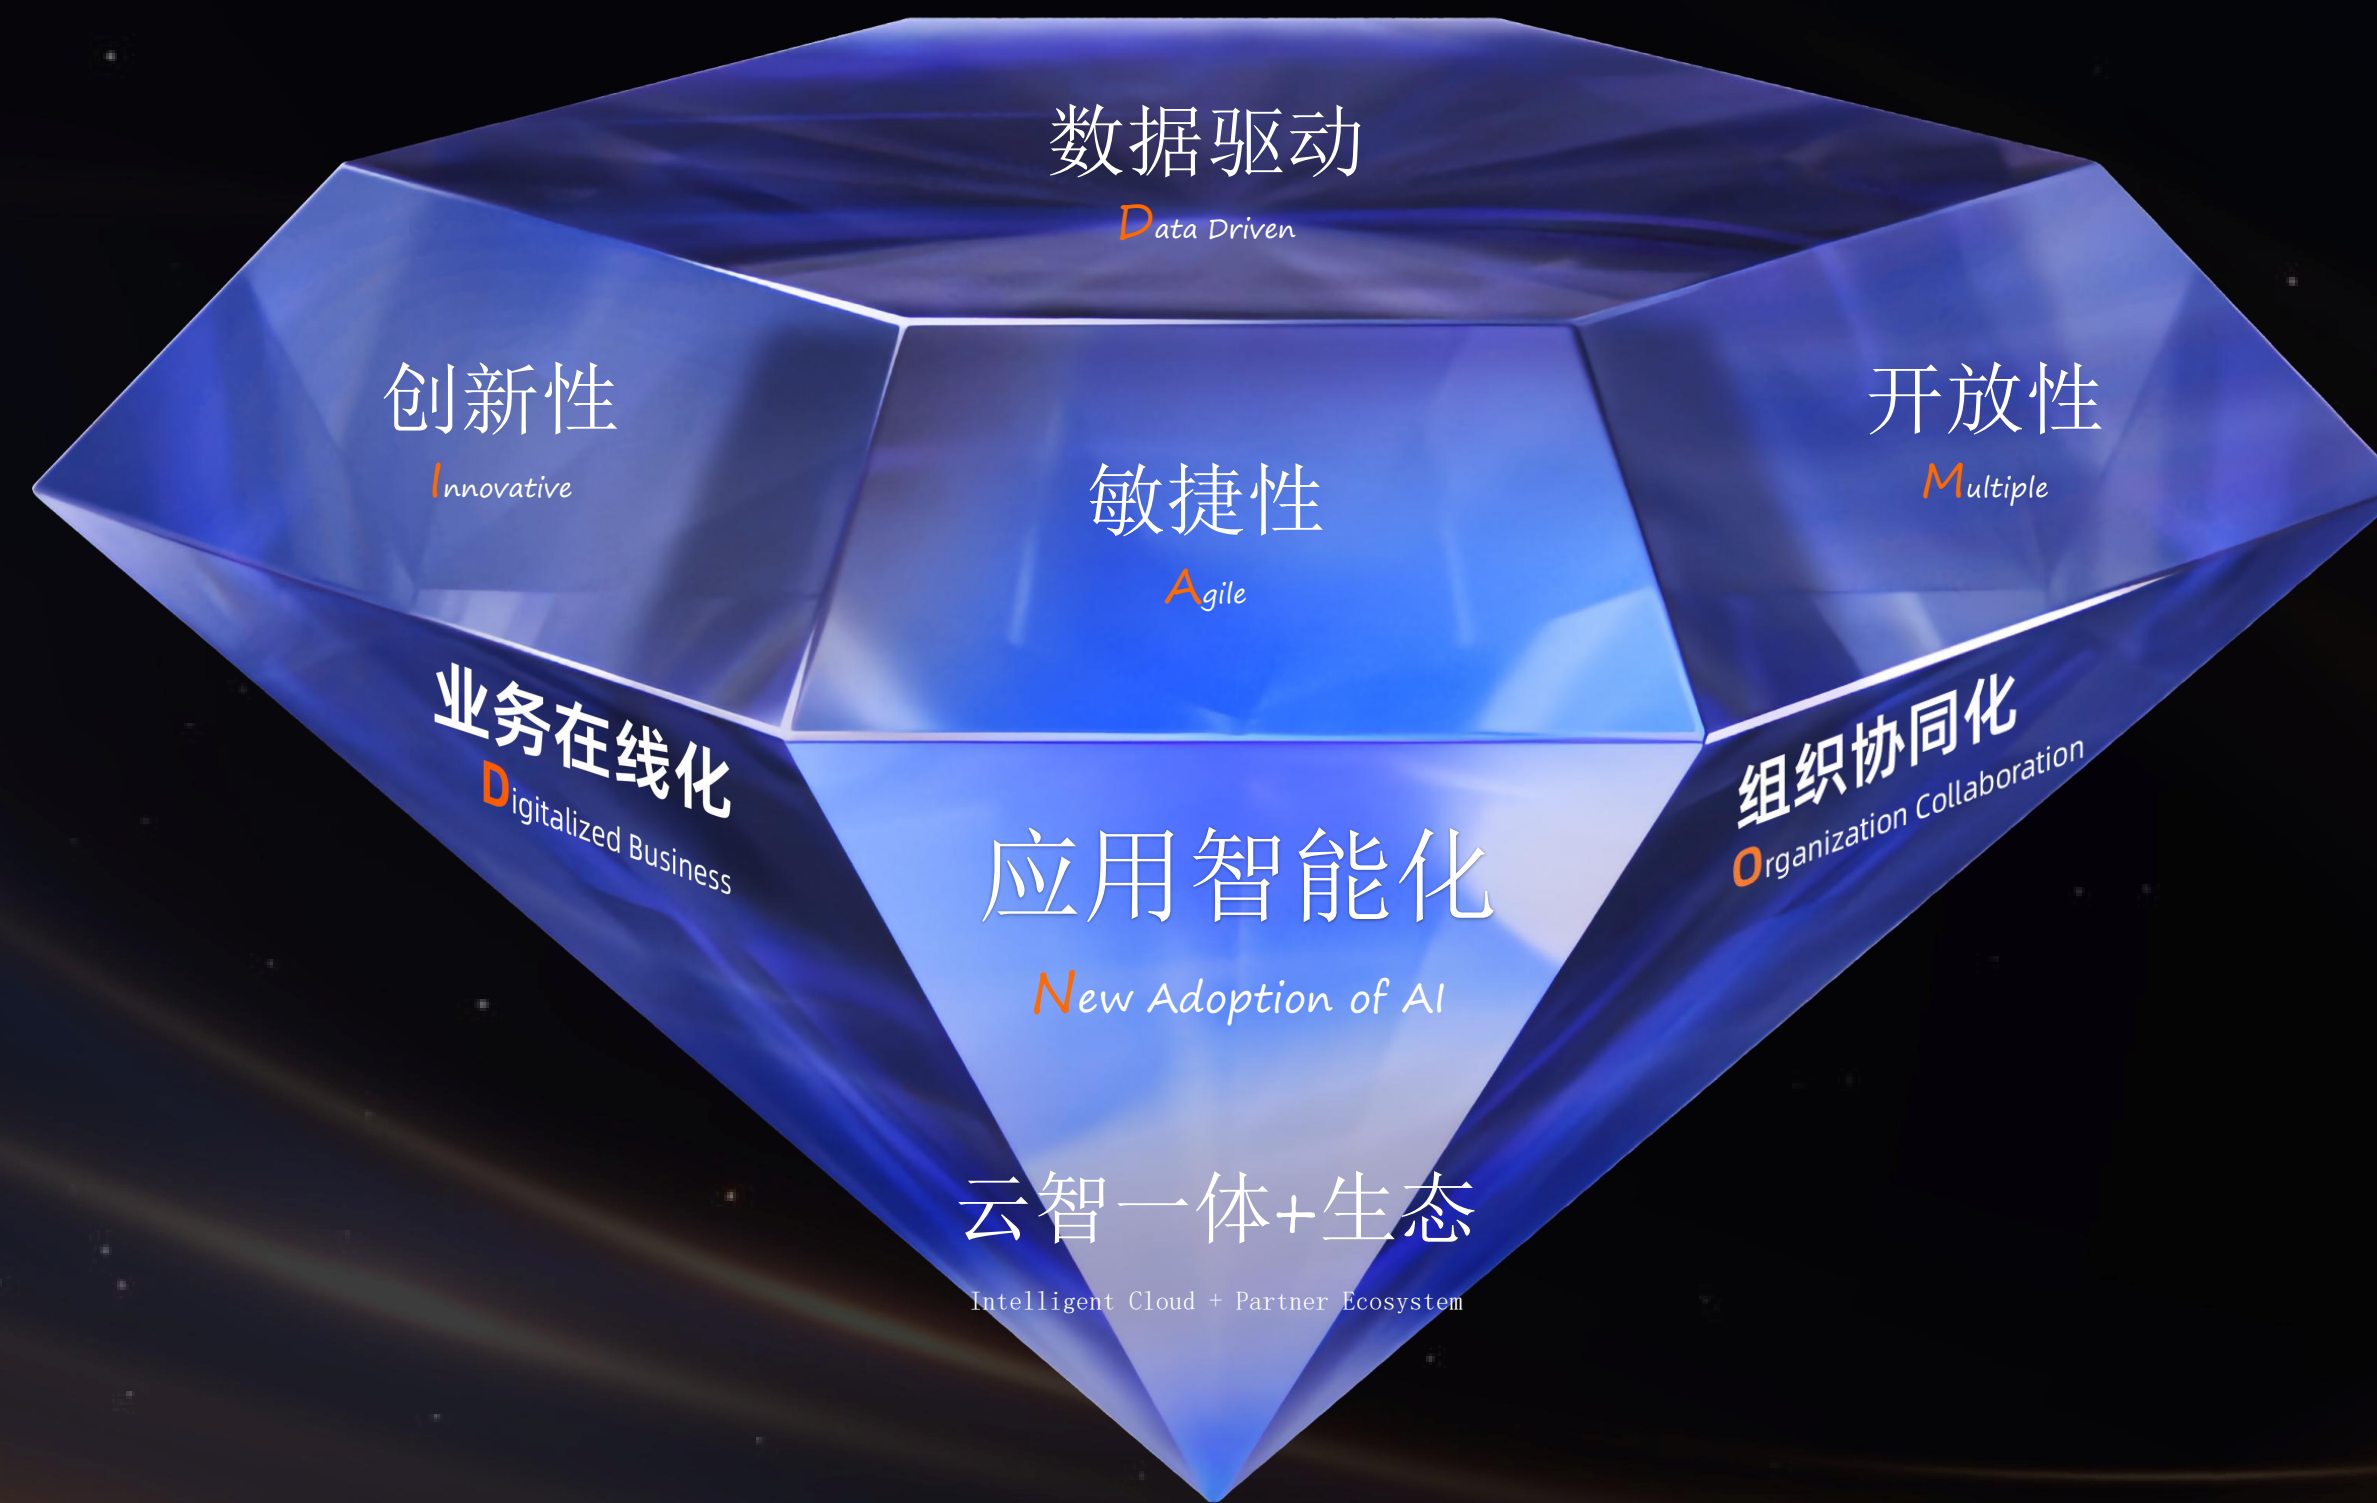 数据驱动
Data Driven
创新性
Innovative
敏捷性
Agile
开放性
Multiple
业务在线化
Digitalized Business
组织协同化
Organization Collaboration
应用智能化
New Adoption of AI
云智一体+生态
Intelligent Cloud + Partner Ecosystem